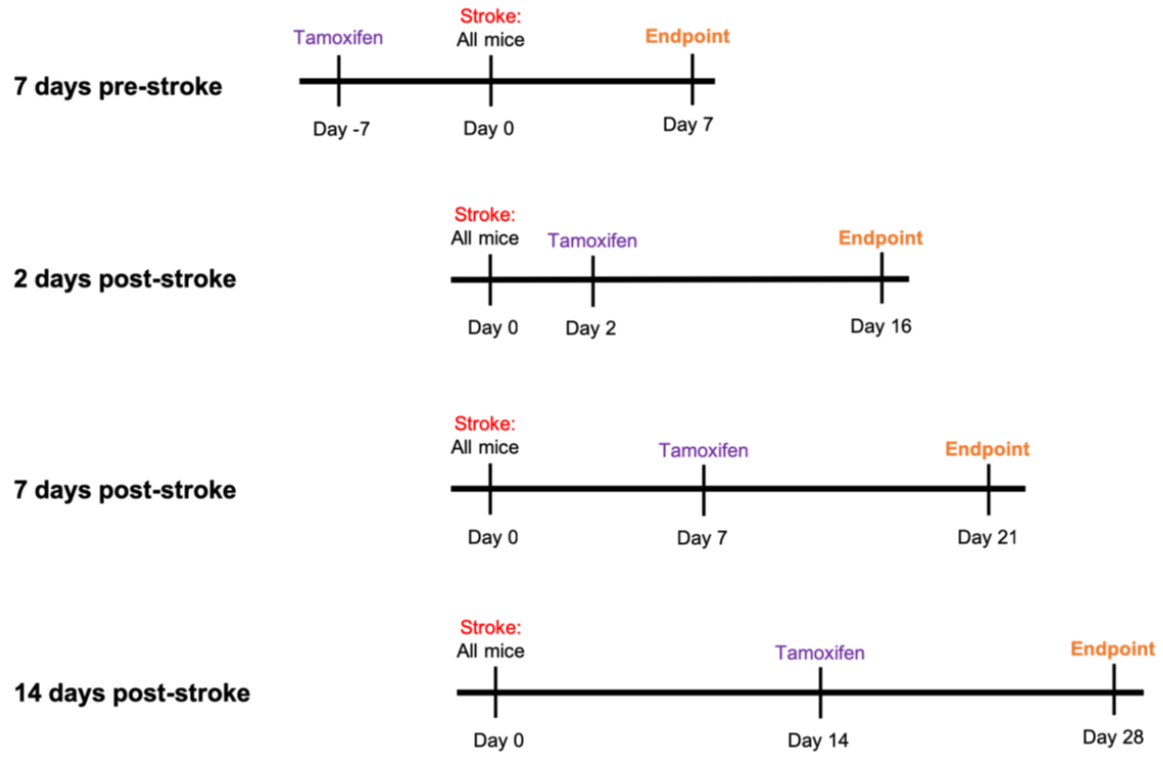 Stroke:
Tamoxifen All mice Endpoint
7 days pre-stroke
Day -7 Day 0 Day 7
Stroke:
All mice Tamoxifen Endpoint
2 days post-stroke
Day 0 Day 2 Day 16
Stroke:
All mice Tamoxifen Endpoint
7 days post-stroke
Day 0 Day 7 Day 21
Stroke:
All mice Tamoxifen Endpoint
14 days post-stroke
Day 0 Day 14 Day 28